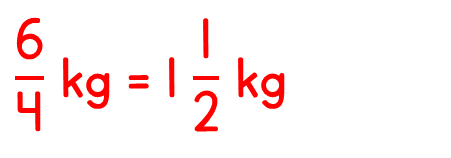 6/4 kg = 1 1/2 kg